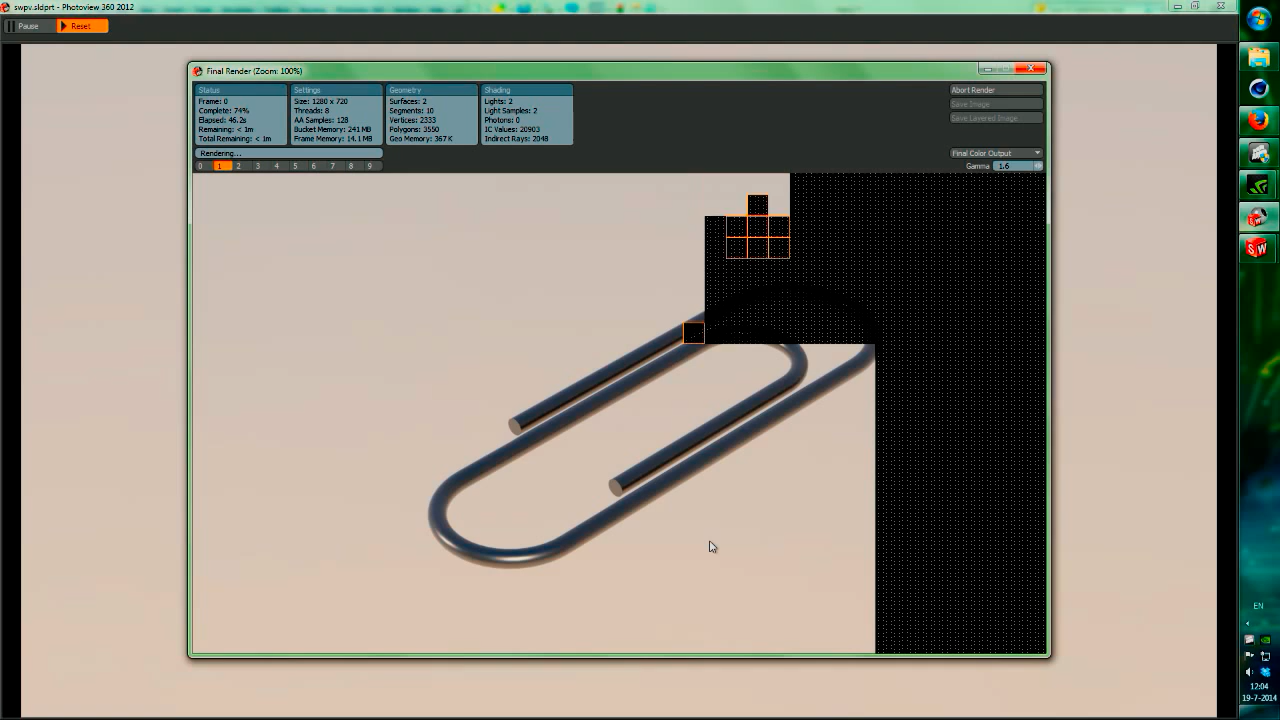 swpv.sldprt - Photoview 360 2012
Pause
Reset
Final Render (Zoom: 100%)
Status
Frame: 0
Complete: 74%
Elapsed: 46.2s
Remaining: < 1m
Total Remaining: < 1m
Settings
Size: 1280 x 720
Threads: 8
AA Samples: 128
Bucket Memory: 241 MB
Frame Memory: 14.1 MB
Geometry
Surfaces: 2
Segments: 10
Vertices: 2333
Polygons: 3550
Geo Memory: 367 K
Shading
Lights: 2
Light Samples: 2
Photons: 0
IC Values: 20903
Indirect Rays: 2048
Abort Render
Save Image
Save Layered Image
Rendering...
Final Color Output
0 1 2 3 4 5 6 7 8 9
Gamma 1.6
SW
EN
12:04
19-7-2014